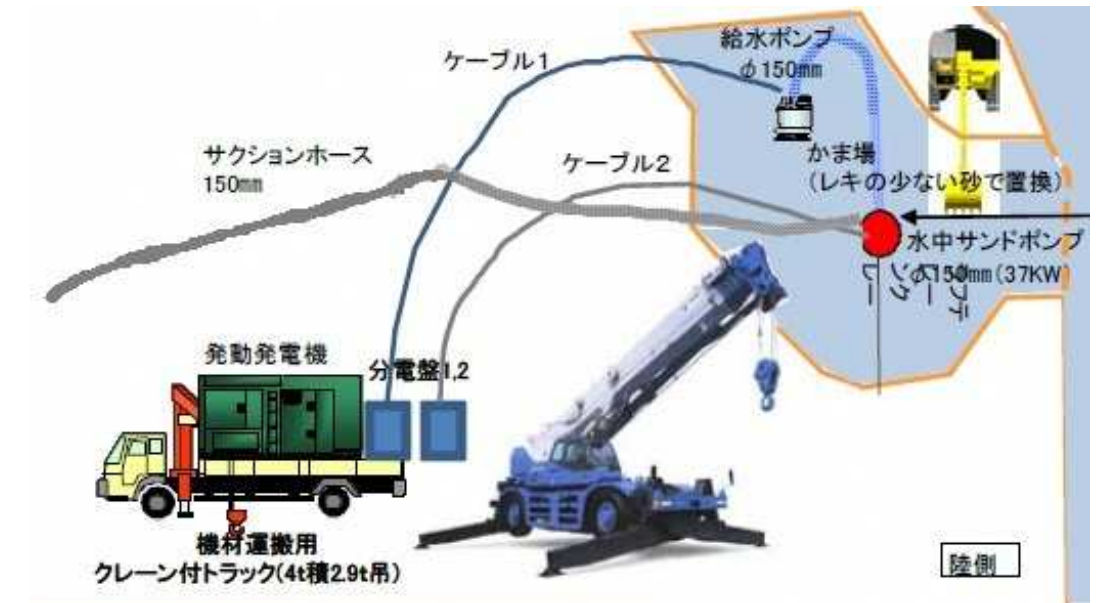 給水ポンプ
φ150mm
ケーブル1
サクションホース
150mm
ケーブル2
かま場
(レキの少ない砂で置換)
水中サンドポンプ
φ150mm(37KW)
発動発電機
分電盤1,2
機材運搬用
クレーン付トラック(4t積2.9t吊)
陸側